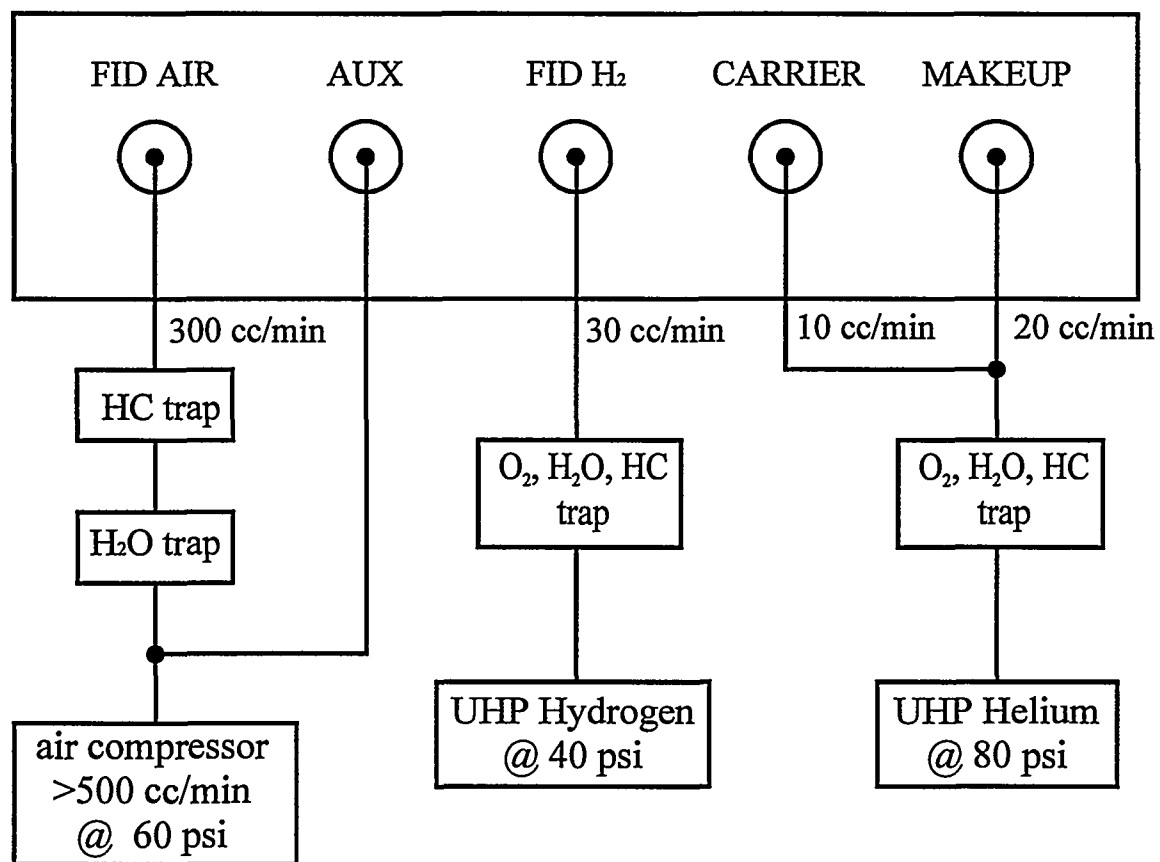 FID AIR
AUX
FID H₂
CARRIER
MAKEUP
300 cc/min
30 cc/min
10 cc/min
20 cc/min
HC trap
H₂O trap
O₂, H₂O, HC
trap
O₂, H₂O, HC
trap
air compressor
>500 cc/min
@ 60 psi
UHP Hydrogen
@ 40 psi
UHP Helium
@ 80 psi